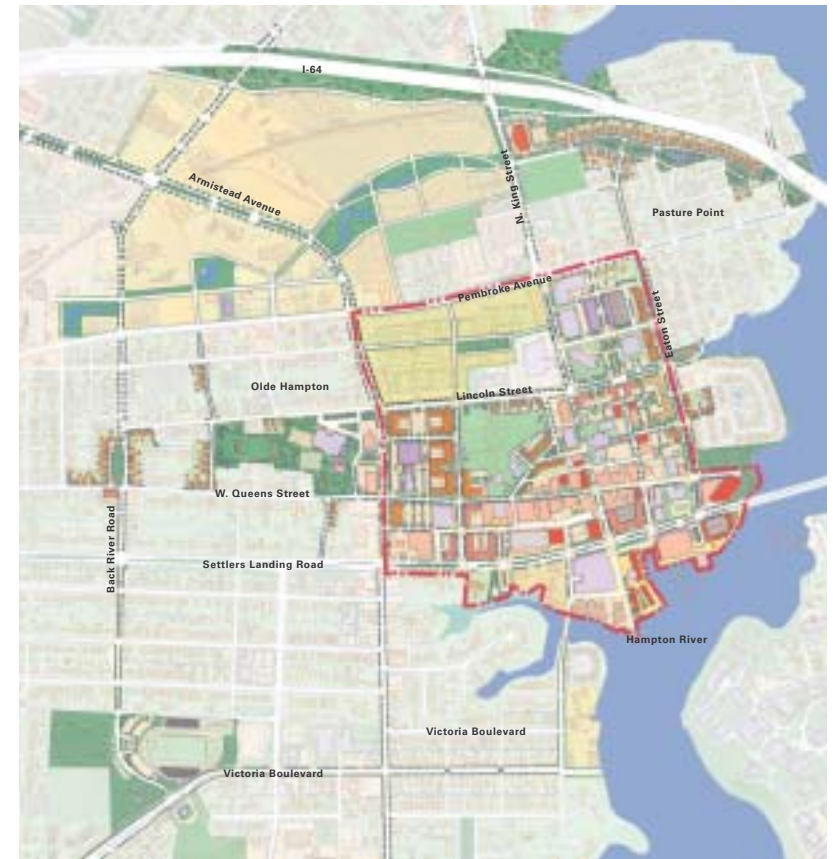 I-64
Armistead Avenue
N. King Street
Pasture Point
Pembroke Avenue
Eaton Street
Olde Hampton
Lincoln Street
W. Queens Street
Back River Road
Settlers Landing Road
Hampton River
Victoria Boulevard
Victoria Boulevard